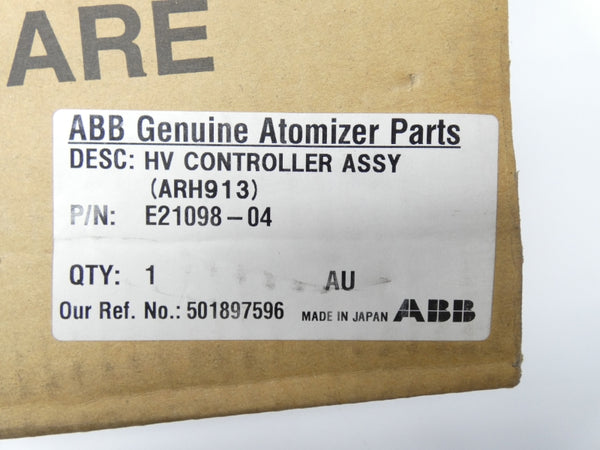 ARE
ABB Genuine Atomizer Parts
DESC: HV CONTROLLER ASSY
(ARH913)
P/N: E21098-04
QTY: 1 AU
Our Ref. No.: 501897596 MADE IN JAPAN ABB